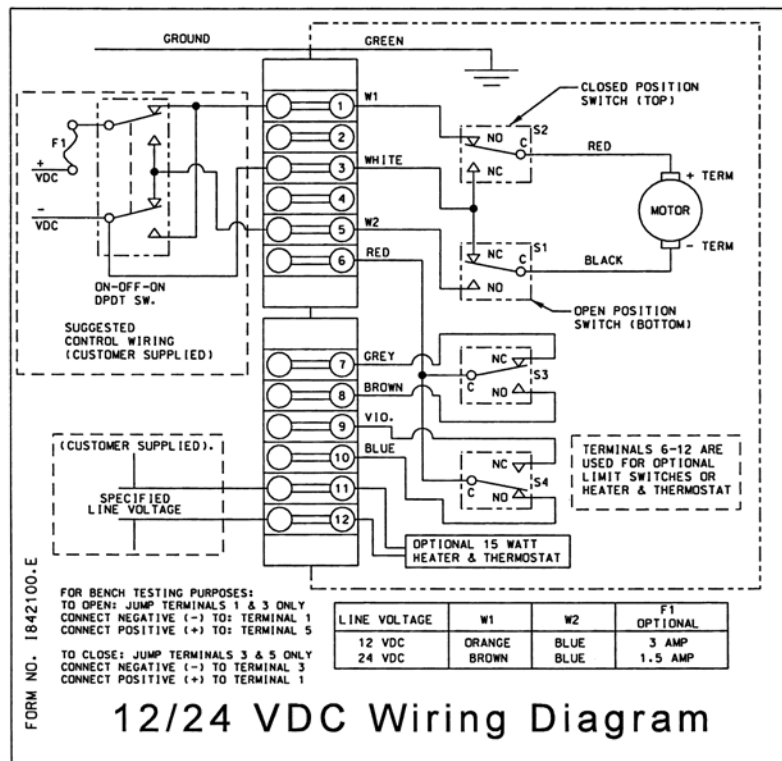 GROUND
GREEN
W1
1
2
WHITE
3
4
W2
5
RED
6
F1
+
VDC
-
VDC
ON-OFF-ON
DPDT SW.
SUGGESTED
CONTROL WIRING
(CUSTOMER SUPPLIED)
CLOSED POSITION
SWITCH (TOP)
S2
NO
C
NC
RED
+ TERM
MOTOR
- TERM
S1
NC
C
NO
BLACK
OPEN POSITION
SWITCH (BOTTOM)
GREY
7
BROWN
8
VIO.
9
BLUE
10
11
12
NC
S3
C
NO
NC
S4
C
NO
TERMINALS 6-12 ARE
USED FOR OPTIONAL
LIMIT SWITCHES OR
HEATER & THERMOSTAT
(CUSTOMER SUPPLIED).
SPECIFIED
LINE VOLTAGE
OPTIONAL 15 WATT
HEATER & THERMOSTAT
FORM NO. 1842100.E
FOR BENCH TESTING PURPOSES:
TO OPEN: JUMP TERMINALS 1 & 3 ONLY
CONNECT NEGATIVE (-) TO: TERMINAL 1
CONNECT POSITIVE (+) TO: TERMINAL 5
TO CLOSE: JUMP TERMINALS 3 & 5 ONLY
CONNECT NEGATIVE (-) TO TERMINAL 3
CONNECT POSITIVE (+) TO TERMINAL 1
LINE VOLTAGE W1 W2 F1 OPTIONAL
12 VDC ORANGE BLUE 3 AMP
24 VDC BROWN BLUE 1.5 AMP
12/24 VDC Wiring Diagram